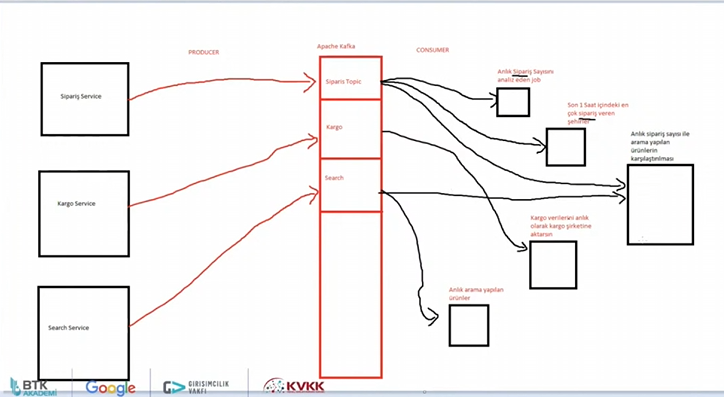 PRODUCER
Apache Kafka
CONSUMER
Sipariş Service
Kargo Service
Search Service
Siparis Topic
Kargo
Search
Anlık Sipariş Sayısını
analiz eden job
Son 1 Saat içindeki en
çok sipariş veren
şehirler
Anlık sipariş sayısı ile
arama yapılan
ürünlerin
karşılaştırılması
Kargo verilerini anlık
olarak kargo şirketine
aktarsın
Anlık arama yapılan
ürünler
BTK
AKADEMİ
Google
GİRİŞİMCİLİK
VAKFI
KVKK